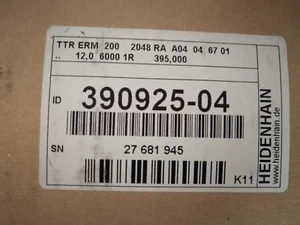 TTR ERM 200 2048 RA A04 04 67 01
.. 12,0 6000 1R 395,000
ID 390925-04
SN 27 681 945
K11
HEIDENHAIN
www.heidenhain.de